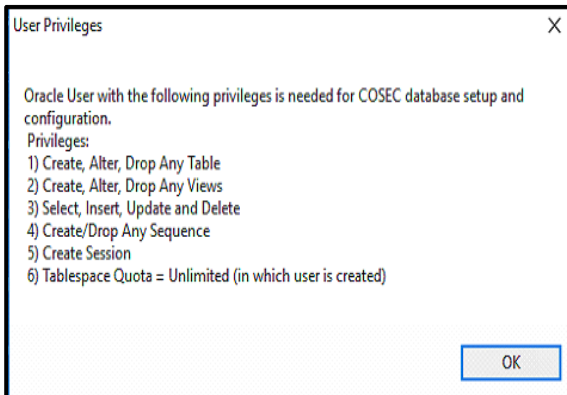 User Privileges
X
Oracle User with the following privileges is needed for COSEC database setup and
configuration.
Privileges:
1) Create, Alter, Drop Any Table
2) Create, Alter, Drop Any Views
3) Select, Insert, Update and Delete
4) Create/Drop Any Sequence
5) Create Session
6) Tablespace Quota = Unlimited (in which user is created)
OK